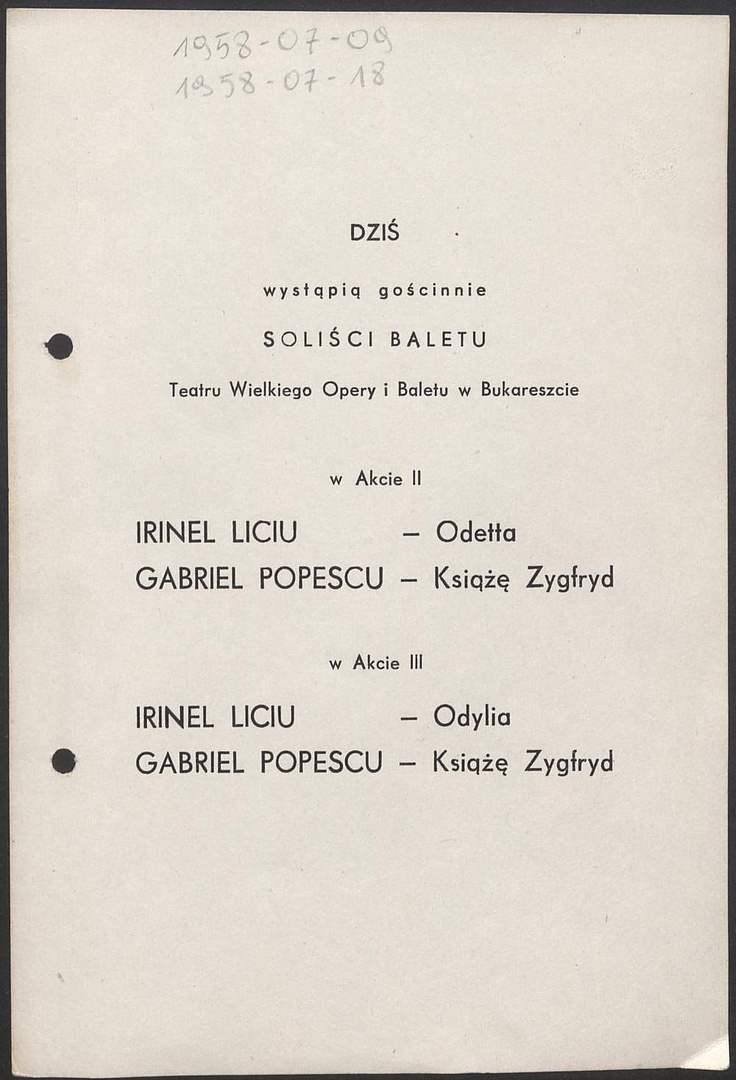 1958-07-09
1958-07-18
DZIŚ
wystąpią gościnnie
SOLIŚCI BALETU
Teatru Wielkiego Opery i Baletu w Bukareszcie
w Akcie II
IRINEL LICIU – Odetta
GABRIEL POPESCU – Książę Zygfryd
w Akcie III
IRINEL LICIU – Odylia
GABRIEL POPESCU – Książę Zygfryd